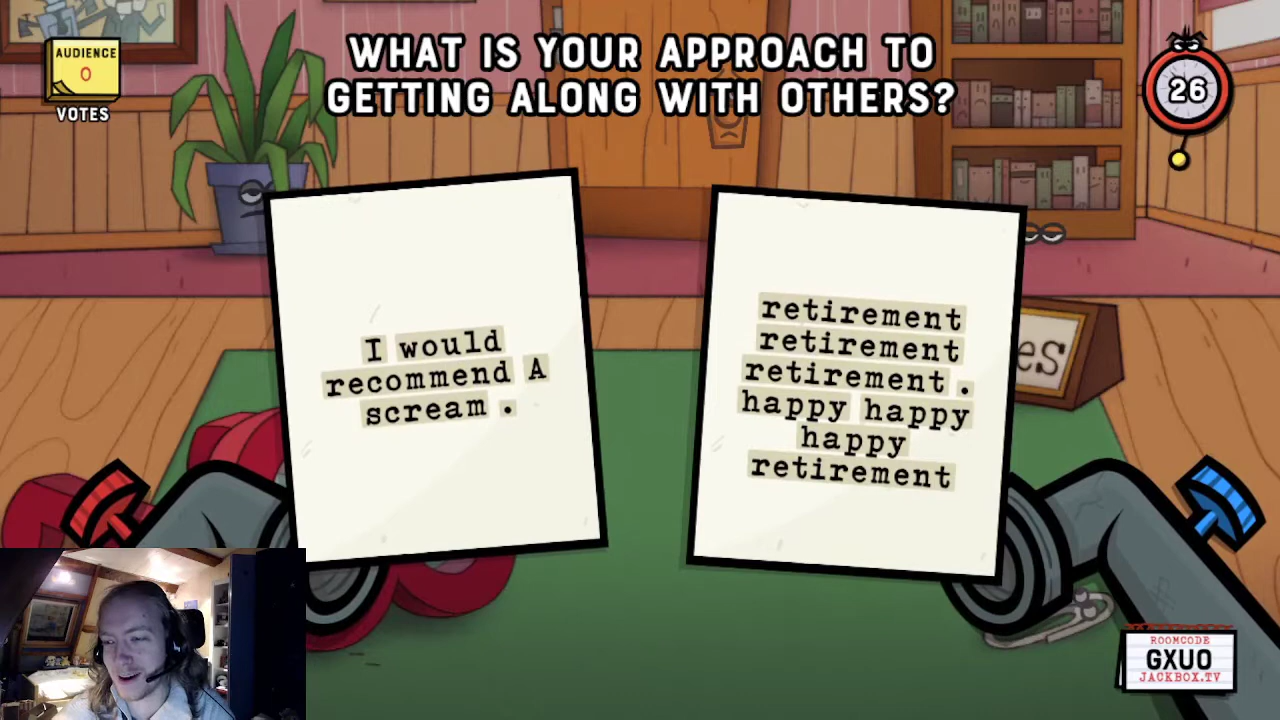 AUDIENCE
0
VOTES
WHAT IS YOUR APPROACH TO
GETTING ALONG WITH OTHERS?
26
I would
recommend A
scream .
retirement
retirement
retirement .
happy happy
happy
retirement
es
ROOMCODE
GXUO
JACKBOX.TV